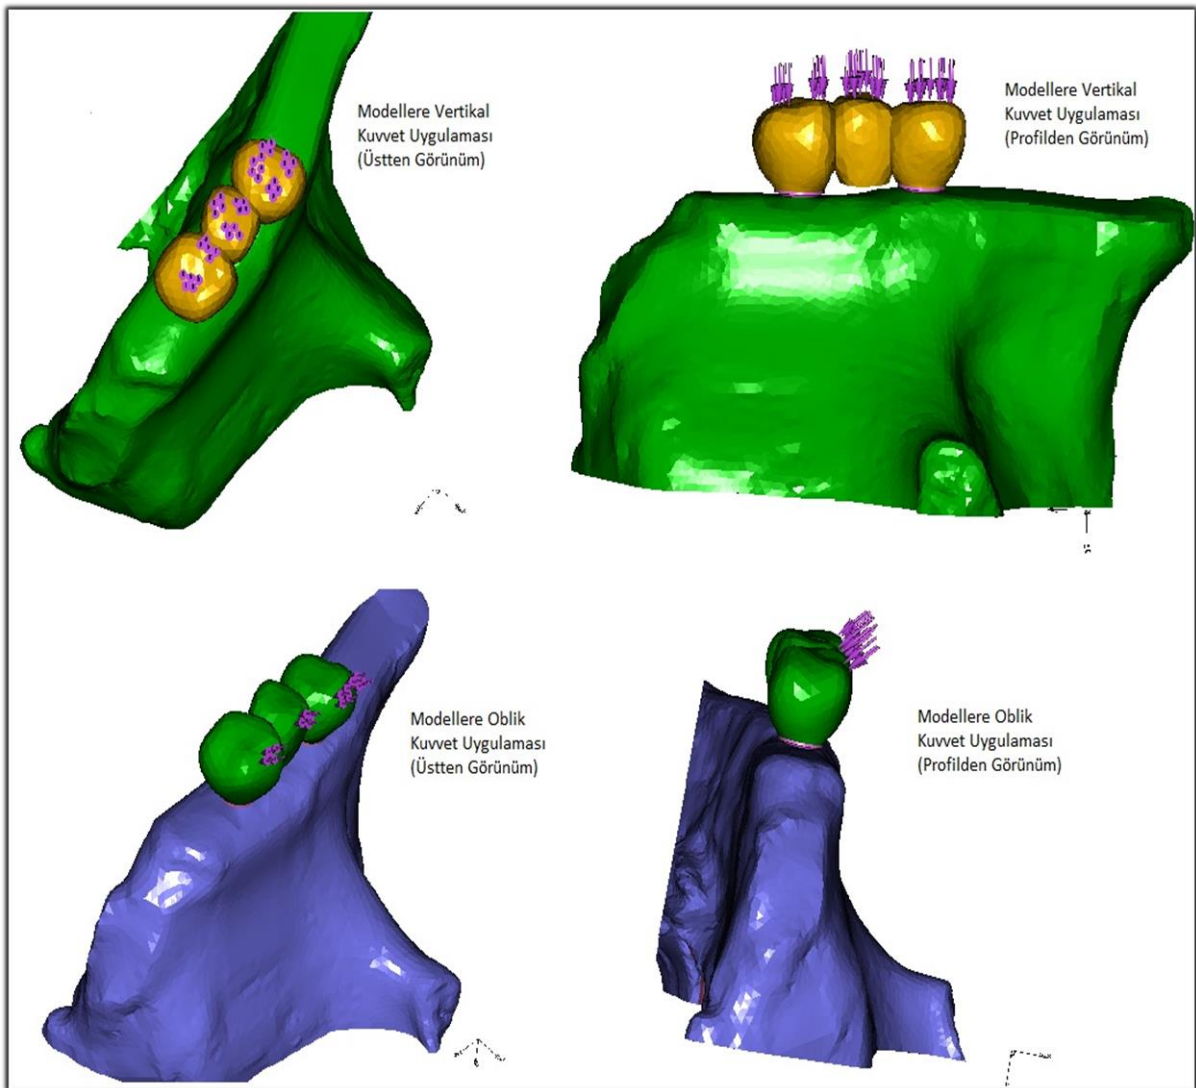 Modellere Vertikal
Kuvvet Uygulaması
(Üstten Görünüm)
Modellere Vertikal
Kuvvet Uygulaması
(Profilden Görünüm)
Modellere Oblik
Kuvvet Uygulaması
(Üstten Görünüm)
Modellere Oblik
Kuvvet Uygulaması
(Profilden Görünüm)